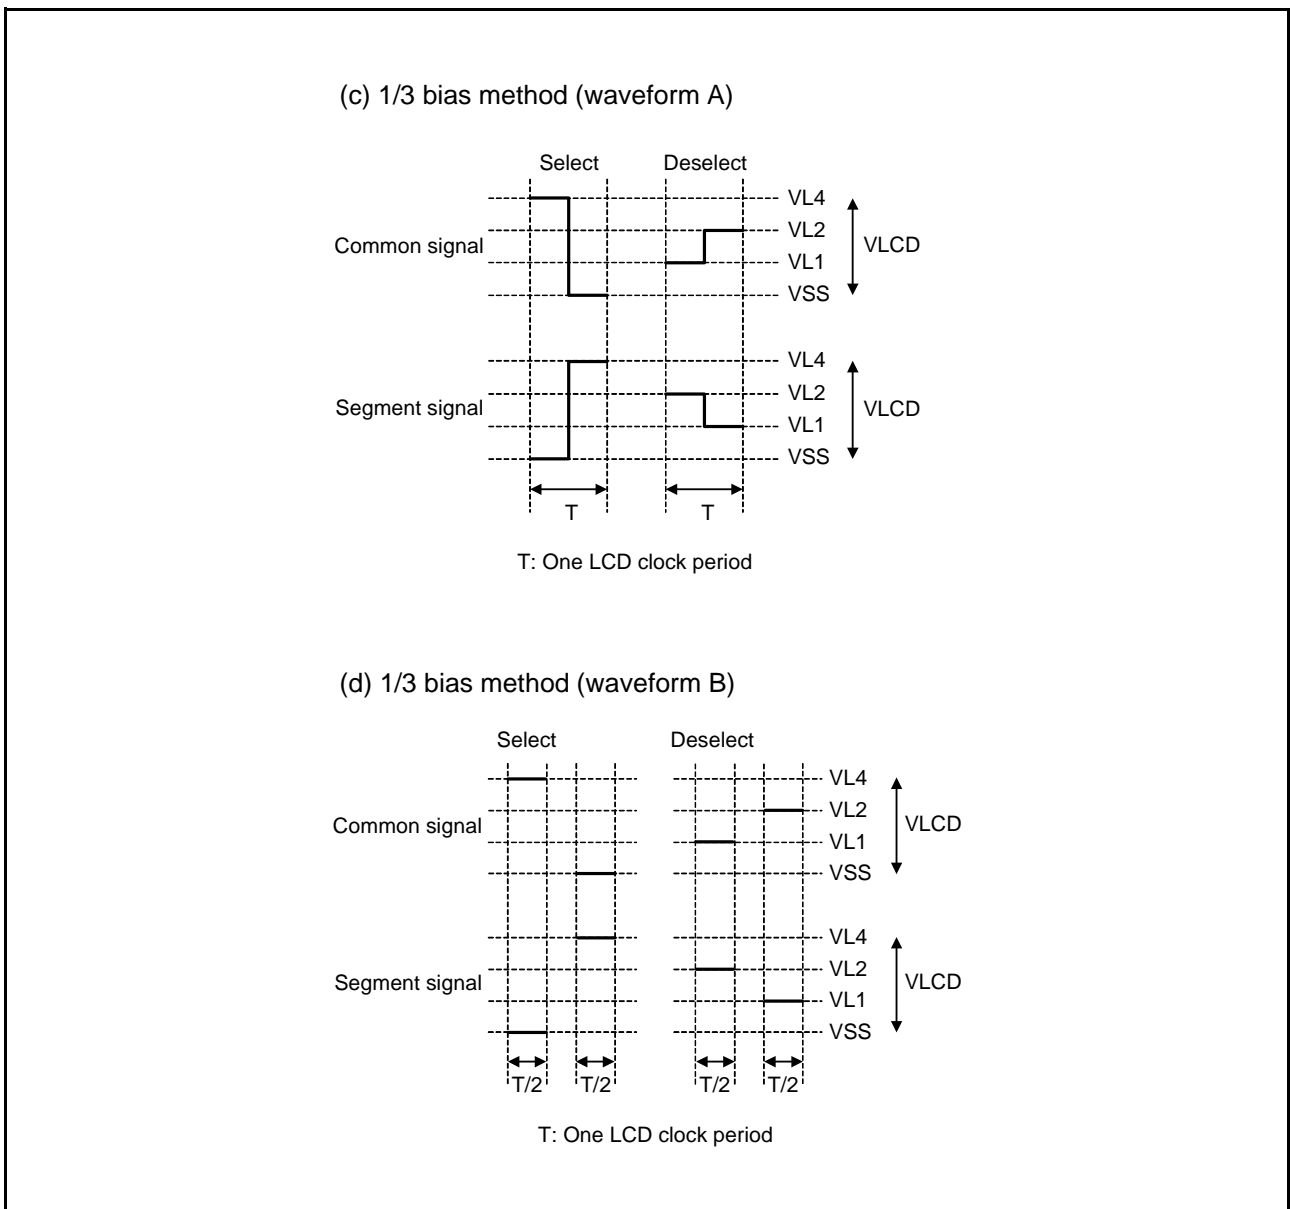 (c) 1/3 bias method (waveform A)
Select Deselect
VL4
VL2
Common signal VLCD
VL1
VSS
VL4
VL2
Segment signal VLCD
VL1
VSS
T T
T: One LCD clock period
(d) 1/3 bias method (waveform B)
Select Deselect
VL4
VL2
Common signal VLCD
VL1
VSS
VL4
VL2
Segment signal VLCD
VL1
VSS
T/2 T/2 T/2 T/2
T: One LCD clock period